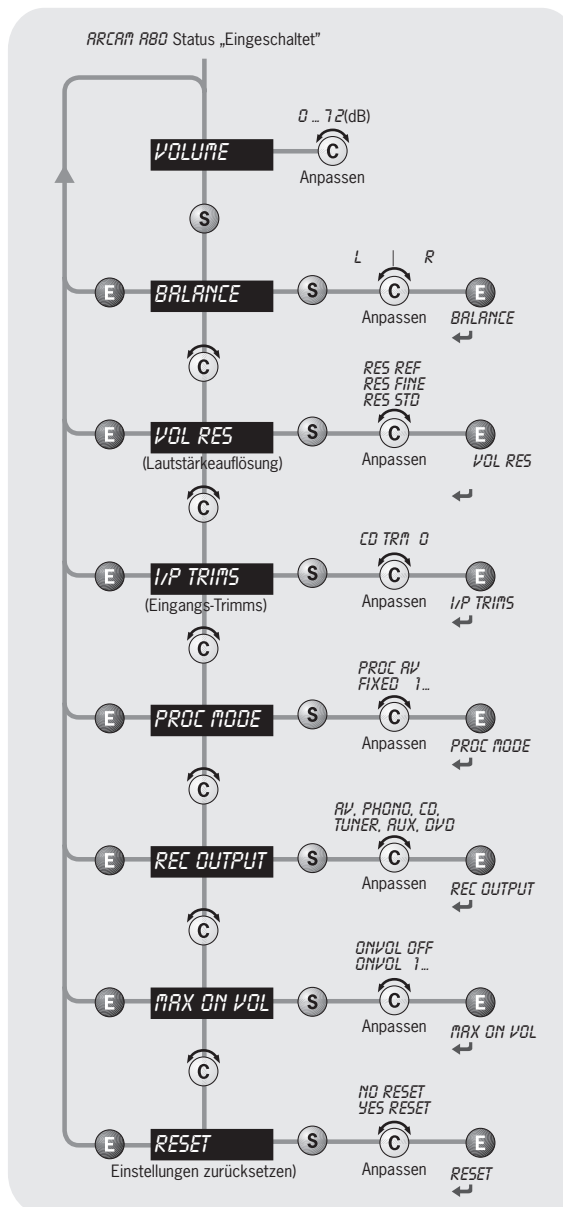 ARCAM A80 Status „Eingeschaltet"
0 ... 72(dB)
VOLUME
C
Anpassen
S
L | R
E
BALANCE
S
C
E
Anpassen
BALANCE
C
RES REF
RES FINE
RES STD
E
VOL RES
S
C
E
(Lautstärkeauflösung)
Anpassen
VOL RES
C
CD TRM 0
E
I/P TRIMS
S
C
E
(Eingangs-Trimms)
Anpassen
I/P TRIMS
C
PROC AV
FIXED 1...
E
PROC MODE
S
C
E
Anpassen
PROC MODE
C
AV, PHONO, CD,
TUNER, AUX, DVD
E
REC OUTPUT
S
C
E
Anpassen
REC OUTPUT
C
ONVOL OFF
ONVOL 1...
E
MAX ON VOL
S
C
E
Anpassen
MAX ON VOL
C
NO RESET
YES RESET
E
RESET
S
C
E
Einstellungen zurücksetzen)
Anpassen
RESET